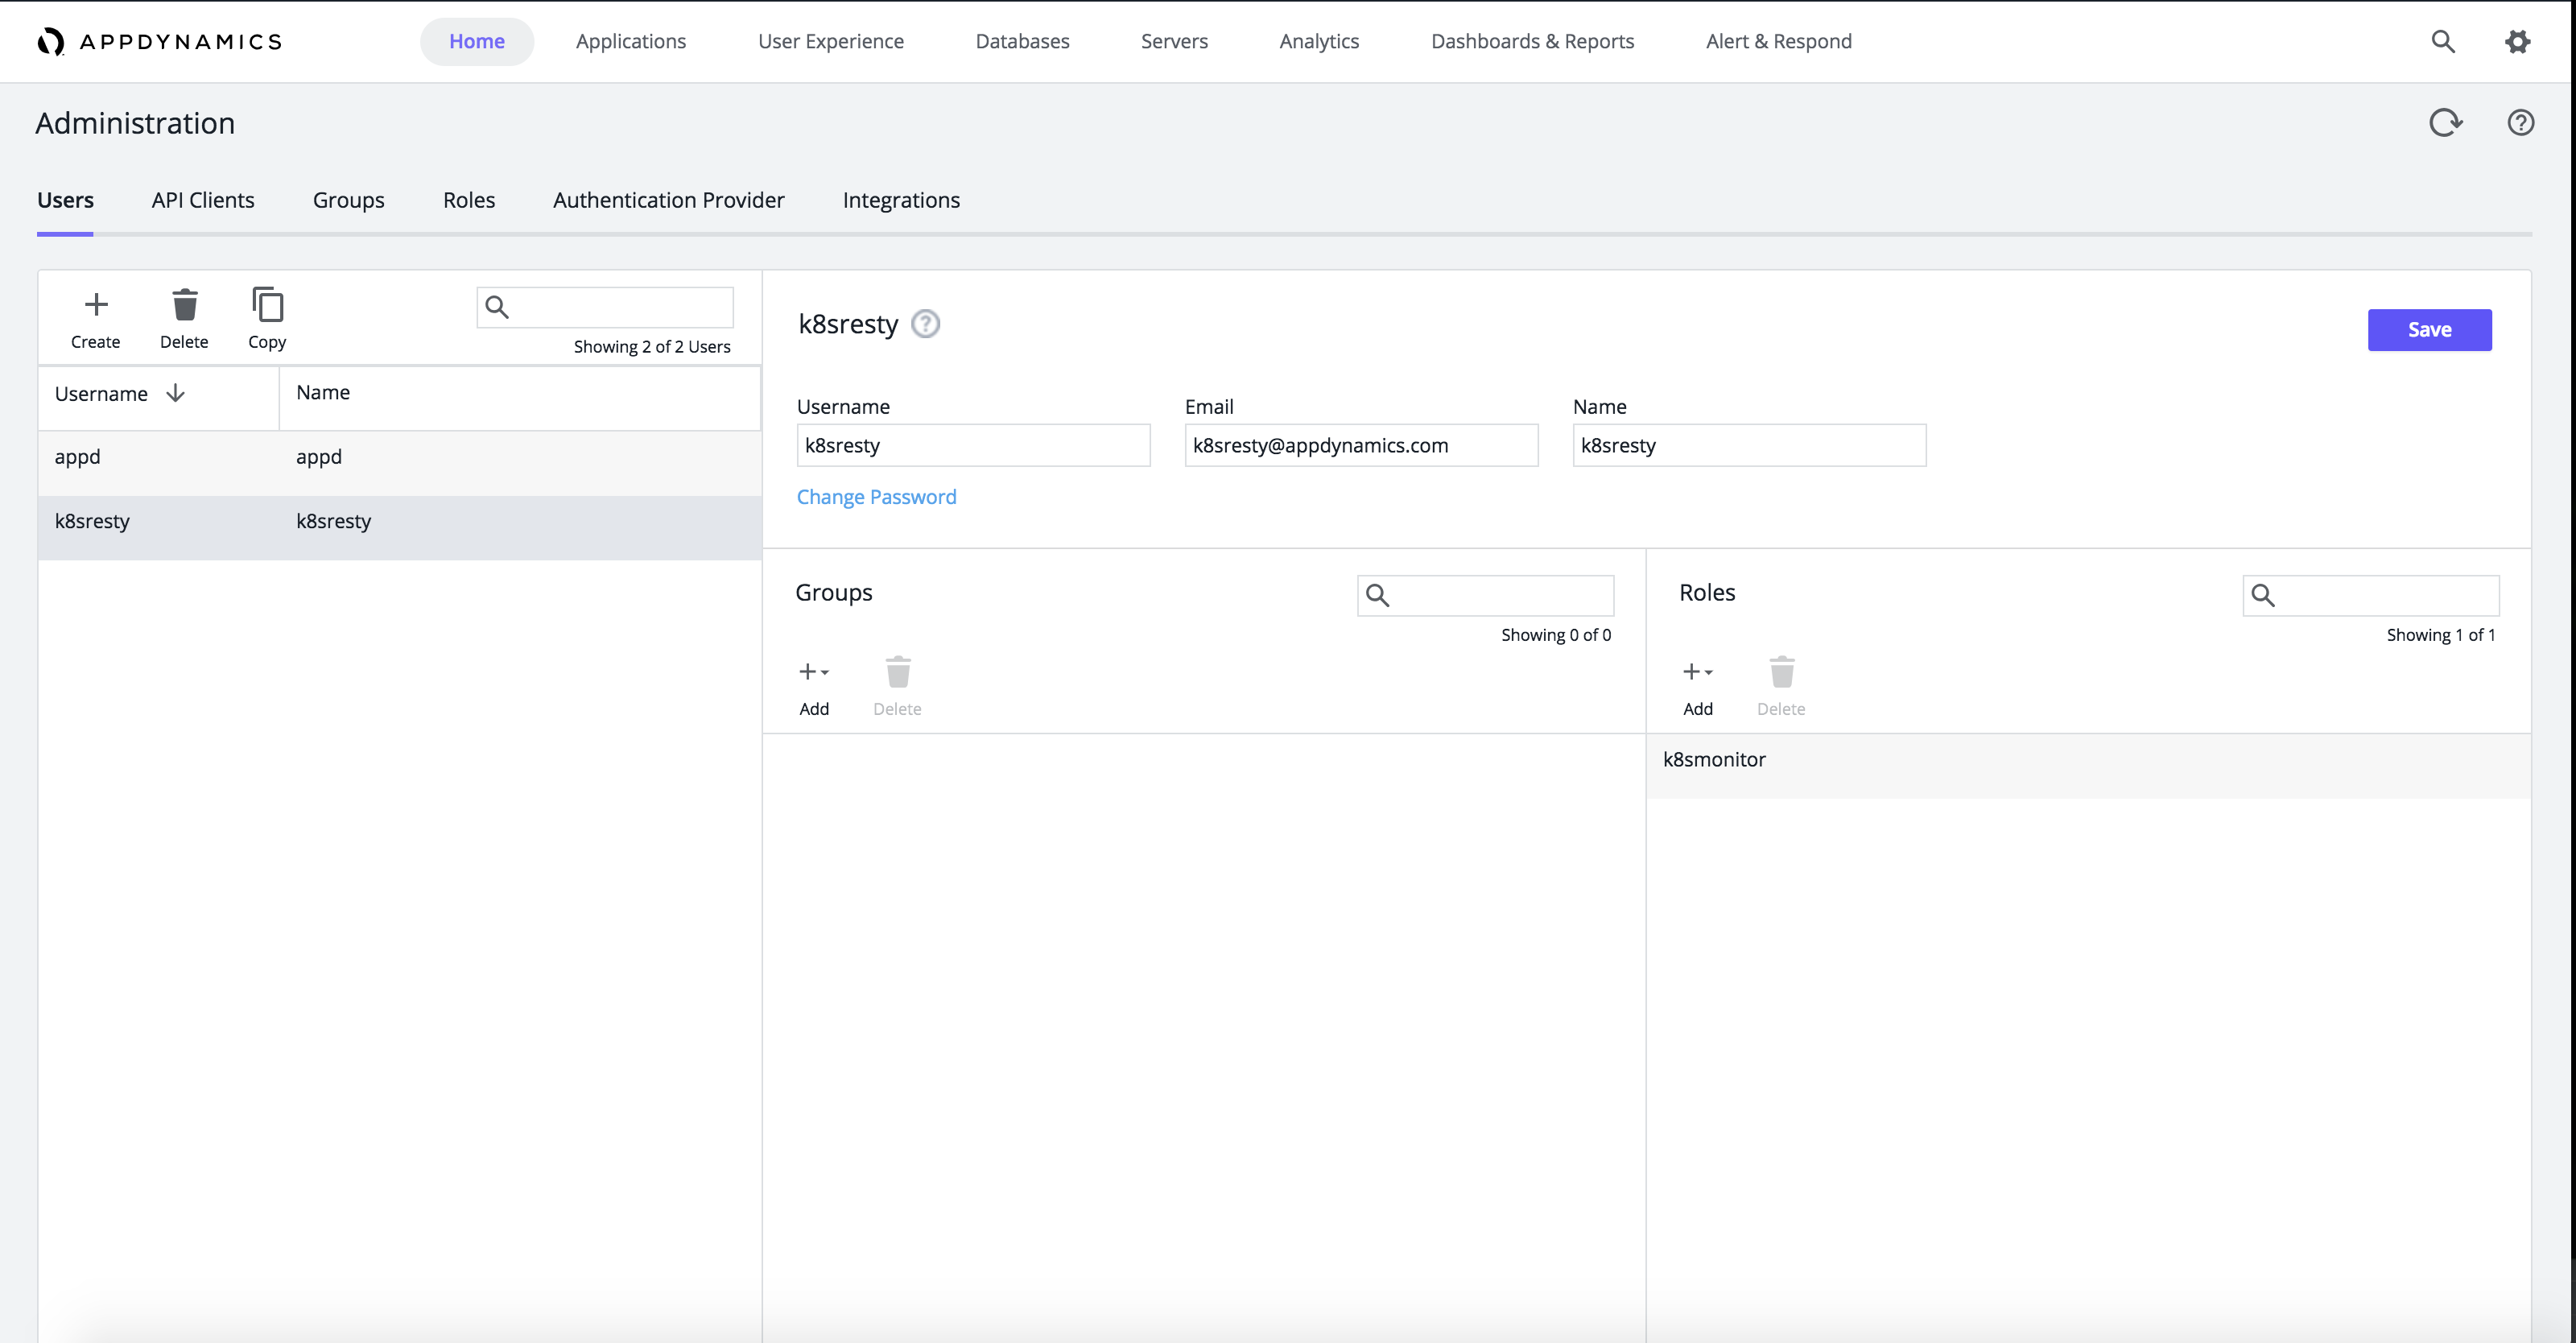 APPDYNAMICS Home Applications User Experience Databases Servers Analytics Dashboards & Reports Alert & Respond
Administration
Users API Clients Groups Roles Authentication Provider Integrations
Create Delete Copy
Showing 2 of 2 Users
Username Name
appd appd
k8sresty k8sresty
k8sresty ?
Save
Username Email Name
k8sresty k8sresty@appdynamics.com k8sresty
Change Password
Groups
Showing 0 of 0
Add Delete
Roles
Showing 1 of 1
Add Delete
k8smonitor